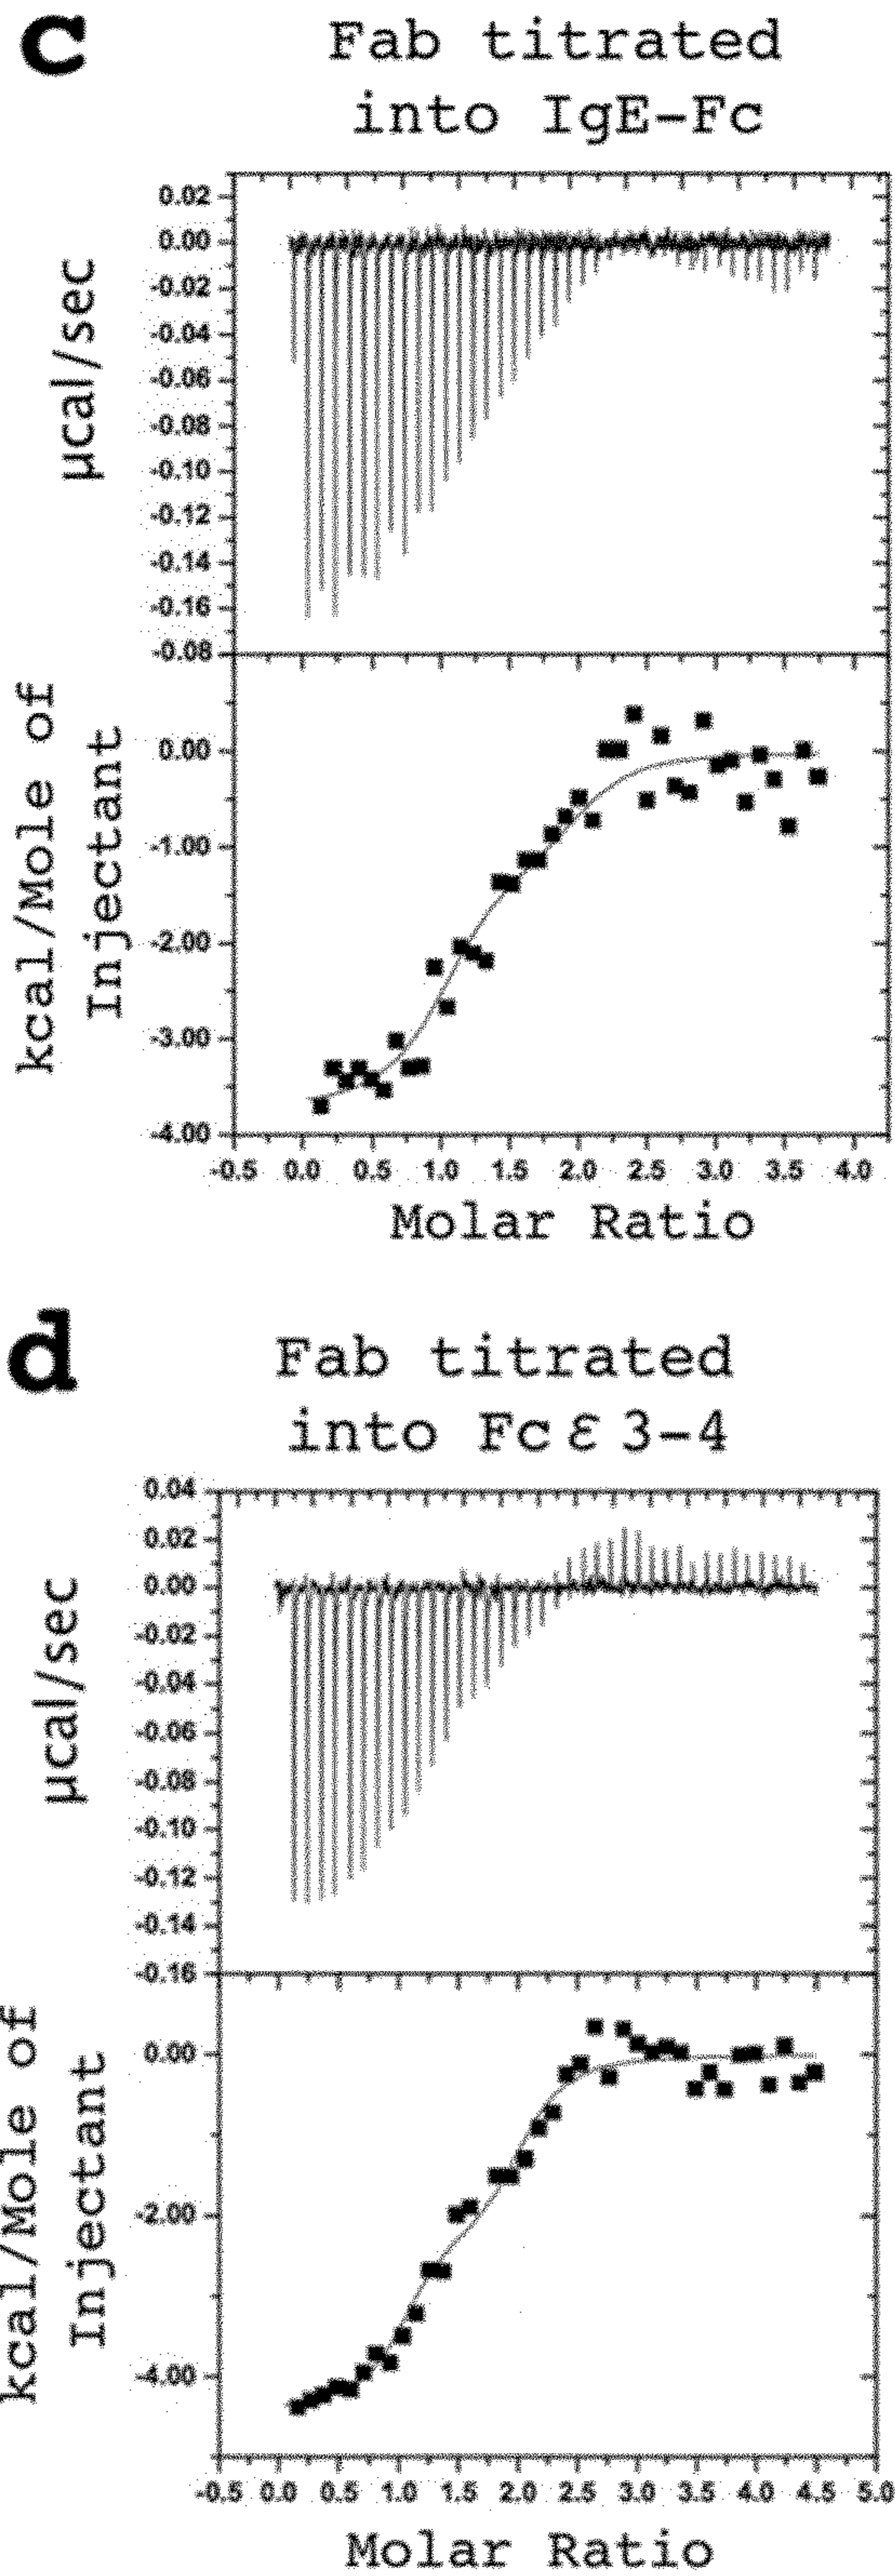 c
Fab titrated
into IgE-Fc
0.02
0.00
-0.02
-0.04
-0.06
-0.08
-0.10
-0.12
-0.14
-0.16
-0.08
µcal/sec
0.00
-1.00
-2.00
-3.00
-4.00
kcal/Mole of
Injectant
-0.5 0.0 0.5 1.0 1.5 2.0 2.5 3.0 3.5 4.0
Molar Ratio
d
Fab titrated
into Fcε3-4
0.04
0.02
0.00
-0.02
-0.04
-0.06
-0.08
-0.10
-0.12
-0.14
-0.16
µcal/sec
0.00
-2.00
-4.00
kcal/Mole of
Injectant
-0.5 0.0 0.5 1.0 1.5 2.0 2.5 3.0 3.5 4.0 4.5 5.0
Molar Ratio